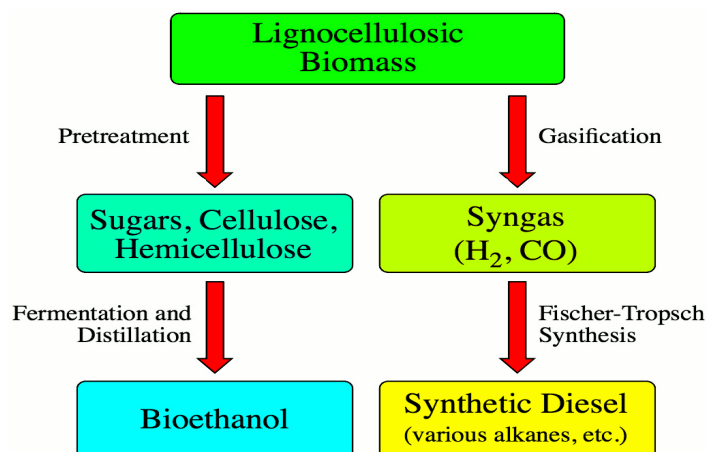 Lignocellulosic
Biomass
Pretreatment
Gasification
Sugars, Cellulose,
Hemicellulose
Syngas
(H₂, CO)
Fermentation and
Distillation
Fischer-Tropsch
Synthesis
Bioethanol
Synthetic Diesel
(various alkanes, etc.)